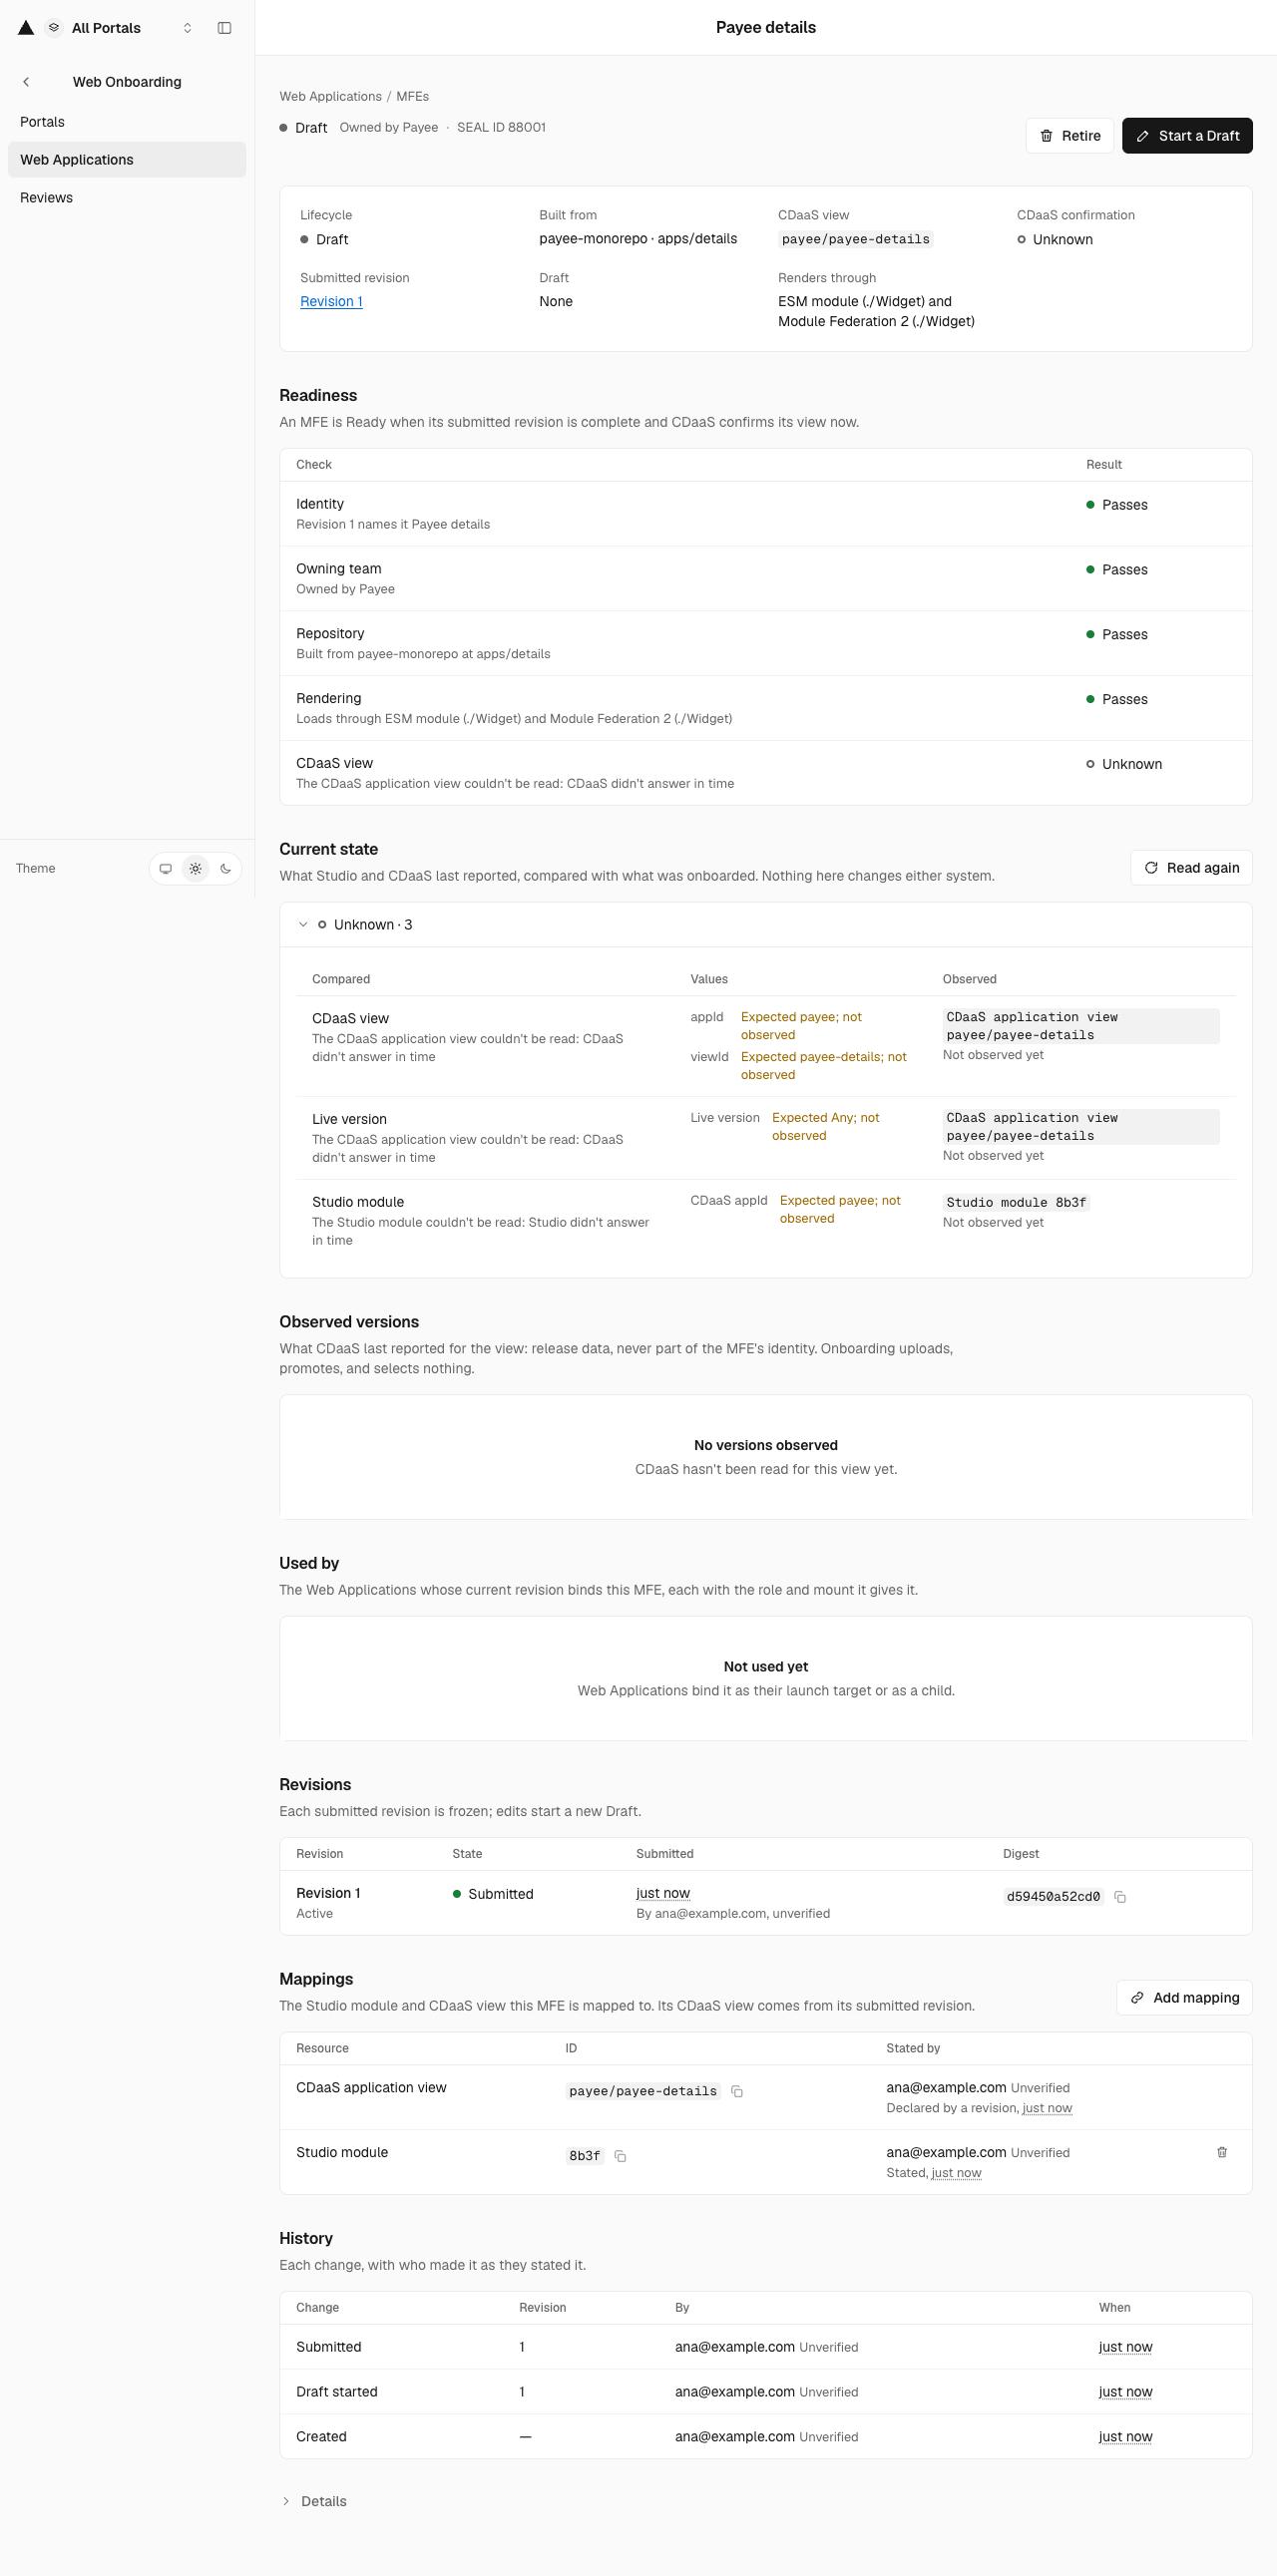 All Portals
Payee details
Web Onboarding
Portals
Web Applications
Reviews
Theme
Web Applications / MFEs
Draft Owned by Payee · SEAL ID 88001
Retire
Start a Draft
Lifecycle
Draft
Built from
payee-monorepo · apps/details
CDaaS view
payee/payee-details
CDaaS confirmation
Unknown
Submitted revision
Revision 1
Draft
None
Renders through
ESM module (./Widget) and
Module Federation 2 (./Widget)
Readiness
An MFE is Ready when its submitted revision is complete and CDaaS confirms its view now.
Check Result
Identity Passes
Revision 1 names it Payee details
Owning team Passes
Owned by Payee
Repository Passes
Built from payee-monorepo at apps/details
Rendering Passes
Loads through ESM module (./Widget) and Module Federation 2 (./Widget)
CDaaS view Unknown
The CDaaS application view couldn't be read: CDaaS didn't answer in time
Current state
What Studio and CDaaS last reported, compared with what was onboarded. Nothing here changes either system.
Read again
Unknown · 3
Compared Values Observed
CDaaS view
The CDaaS application view couldn't be read: CDaaS
didn't answer in time
appId Expected payee; not
observed
viewId Expected payee-details; not
observed
CDaaS application view
payee/payee-details
Not observed yet
Live version
The CDaaS application view couldn't be read: CDaaS
didn't answer in time
Live version Expected Any; not
observed
CDaaS application view
payee/payee-details
Not observed yet
Studio module
The Studio module couldn't be read: Studio didn't answer
in time
CDaaS appId Expected payee; not
observed
Studio module 8b3f
Not observed yet
Observed versions
What CDaaS last reported for the view: release data, never part of the MFE's identity. Onboarding uploads,
promotes, and selects nothing.
No versions observed
CDaaS hasn't been read for this view yet.
Used by
The Web Applications whose current revision binds this MFE, each with the role and mount it gives it.
Not used yet
Web Applications bind it as their launch target or as a child.
Revisions
Each submitted revision is frozen; edits start a new Draft.
Revision State Submitted Digest
Revision 1 Submitted just now d59450a52cd0
Active By ana@example.com, unverified
Mappings
The Studio module and CDaaS view this MFE is mapped to. Its CDaaS view comes from its submitted revision.
Add mapping
Resource ID Stated by
CDaaS application view payee/payee-details ana@example.com Unverified
Declared by a revision, just now
Studio module 8b3f ana@example.com Unverified
Stated, just now
History
Each change, with who made it as they stated it.
Change Revision By When
Submitted 1 ana@example.com Unverified just now
Draft started 1 ana@example.com Unverified just now
Created — ana@example.com Unverified just now
Details